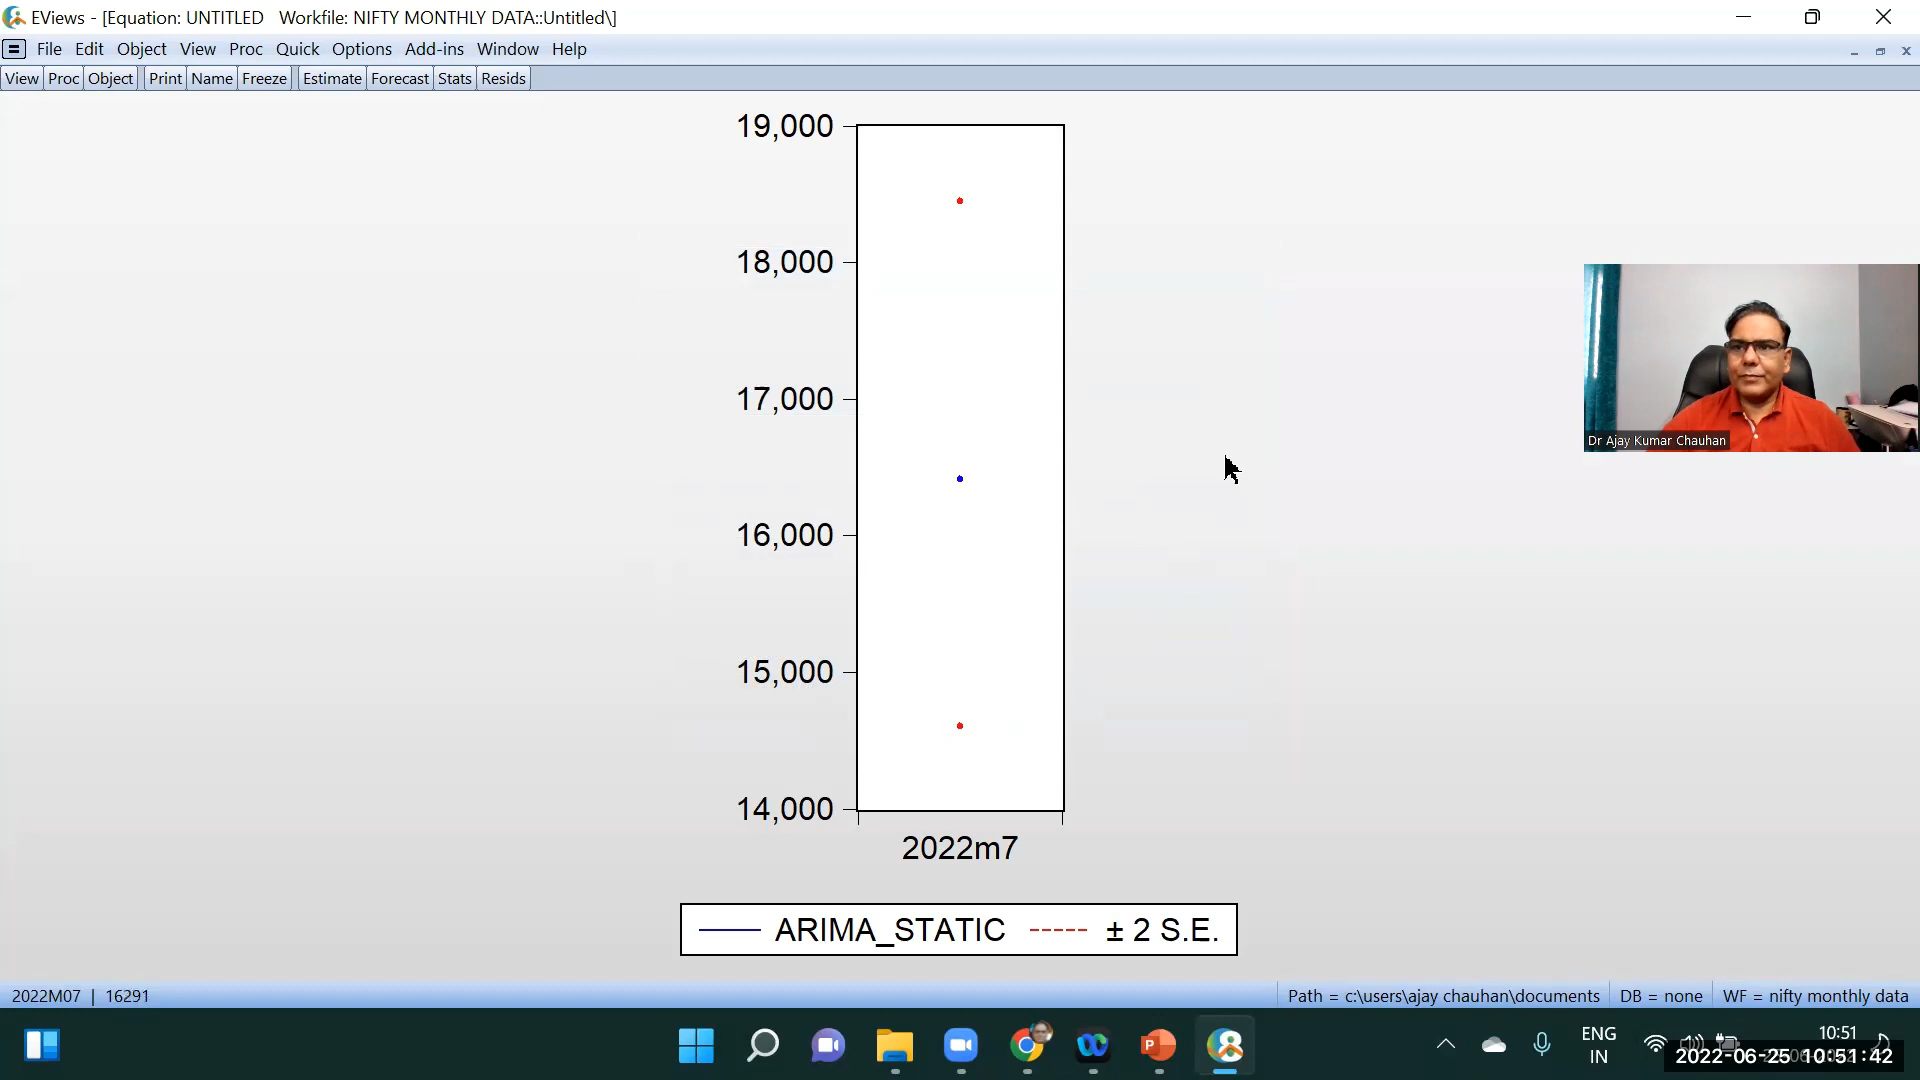 EViews - [Equation: UNTITLED   Workfile: NIFTY MONTHLY DATA::Untitled\]
File Edit Object View Proc Quick Options Add-ins Window Help
View Proc Object Print Name Freeze Estimate Forecast Stats Resids
19,000
18,000
17,000
16,000
15,000
14,000
2022m7
ARIMA_STATIC ± 2 S.E.
Dr Ajay Kumar Chauhan
2022M07 | 16291
Path = c:\users\ajay chauhan\documents DB = none WF = nifty monthly data
ENG
IN
10:51
2022-06-25 10:51:42